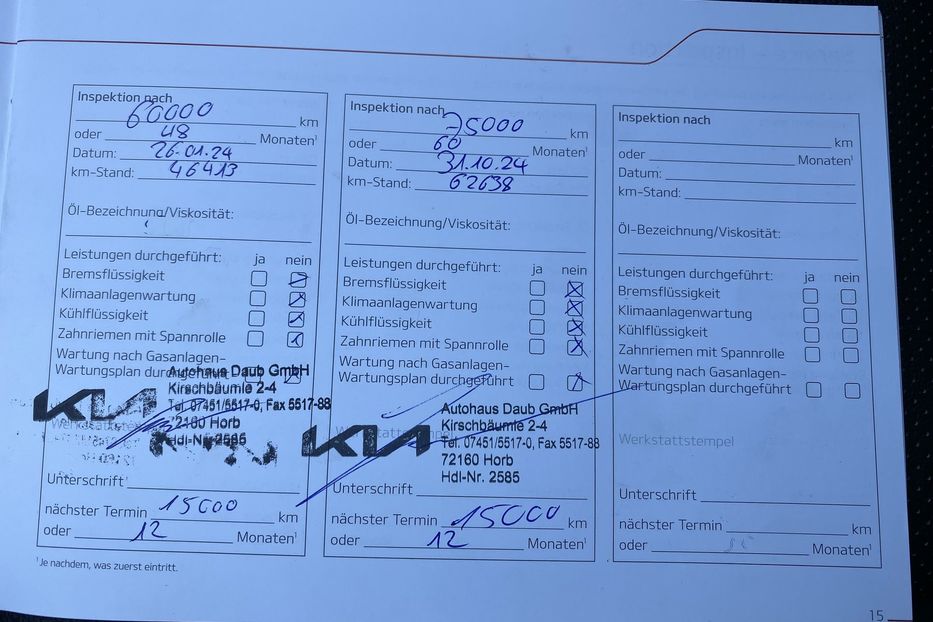 Inspektion nach
60000 km
oder 48 Monaten¹
Datum: 26.01.24
km-Stand: 46413
Öl-Bezeichnung/Viskosität:
Leistungen durchgeführt: ja nein
Bremsflüssigkeit
Klimaanlagenwartung
Kühlflüssigkeit
Zahnriemen mit Spannrolle
Wartung nach Gasanlagen-
Wartungsplan durchgeführt
KIA
Autohaus Daub GmbH
Kirschbäumle 2-4
Tel. 07451/5517-0, Fax 5517-88
72160 Horb
Hdl-Nr. 2585
Unterschrift
nächster Termin 15000 km
oder 12 Monaten¹
¹Je nachdem, was zuerst eintritt.
Inspektion nach
75000 km
oder 60 Monaten¹
Datum: 31.10.24
km-Stand: 62638
Öl-Bezeichnung/Viskosität:
Leistungen durchgeführt: ja nein
Bremsflüssigkeit
Klimaanlagenwartung
Kühlflüssigkeit
Zahnriemen mit Spannrolle
Wartung nach Gasanlagen-
Wartungsplan durchgeführt
KIA
Autohaus Daub GmbH
Kirschbäumle 2-4
Tel. 07451/5517-0, Fax 5517-88
72160 Horb
Hdl-Nr. 2585
Unterschrift
nächster Termin 15000 km
oder 12 Monaten¹
Inspektion nach
km
oder Monaten¹
Datum:
km-Stand:
Öl-Bezeichnung/Viskosität:
Leistungen durchgeführt: ja nein
Bremsflüssigkeit
Klimaanlagenwartung
Kühlflüssigkeit
Zahnriemen mit Spannrolle
Wartung nach Gasanlagen-
Wartungsplan durchgeführt
Werkstattstempel
Unterschrift
nächster Termin km
oder Monaten¹
15